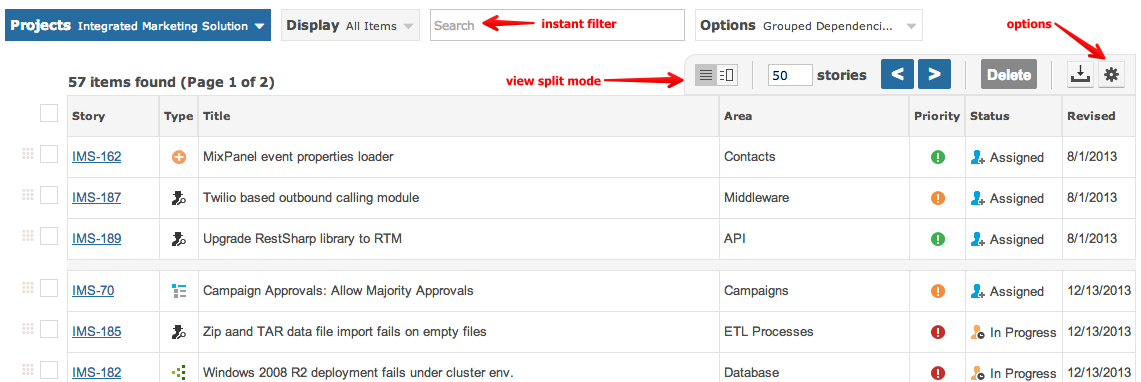 Projects Integrated Marketing Solution
Display All Items
Search
instant filter
Options Grouped Dependenci...
options
57 items found (Page 1 of 2)
view split mode
50 stories < > Delete
Story Type Title Area Priority Status Revised
IMS-162 MixPanel event properties loader Contacts Assigned 8/1/2013
IMS-187 Twilio based outbound calling module Middleware Assigned 8/1/2013
IMS-189 Upgrade RestSharp library to RTM API Assigned 8/1/2013
IMS-70 Campaign Approvals: Allow Majority Approvals Campaigns Assigned 12/13/2013
IMS-185 Zip aand TAR data file import fails on empty files ETL Processes In Progress 12/13/2013
IMS-182 Windows 2008 R2 deployment fails under cluster env. Database In Progress 12/13/2013